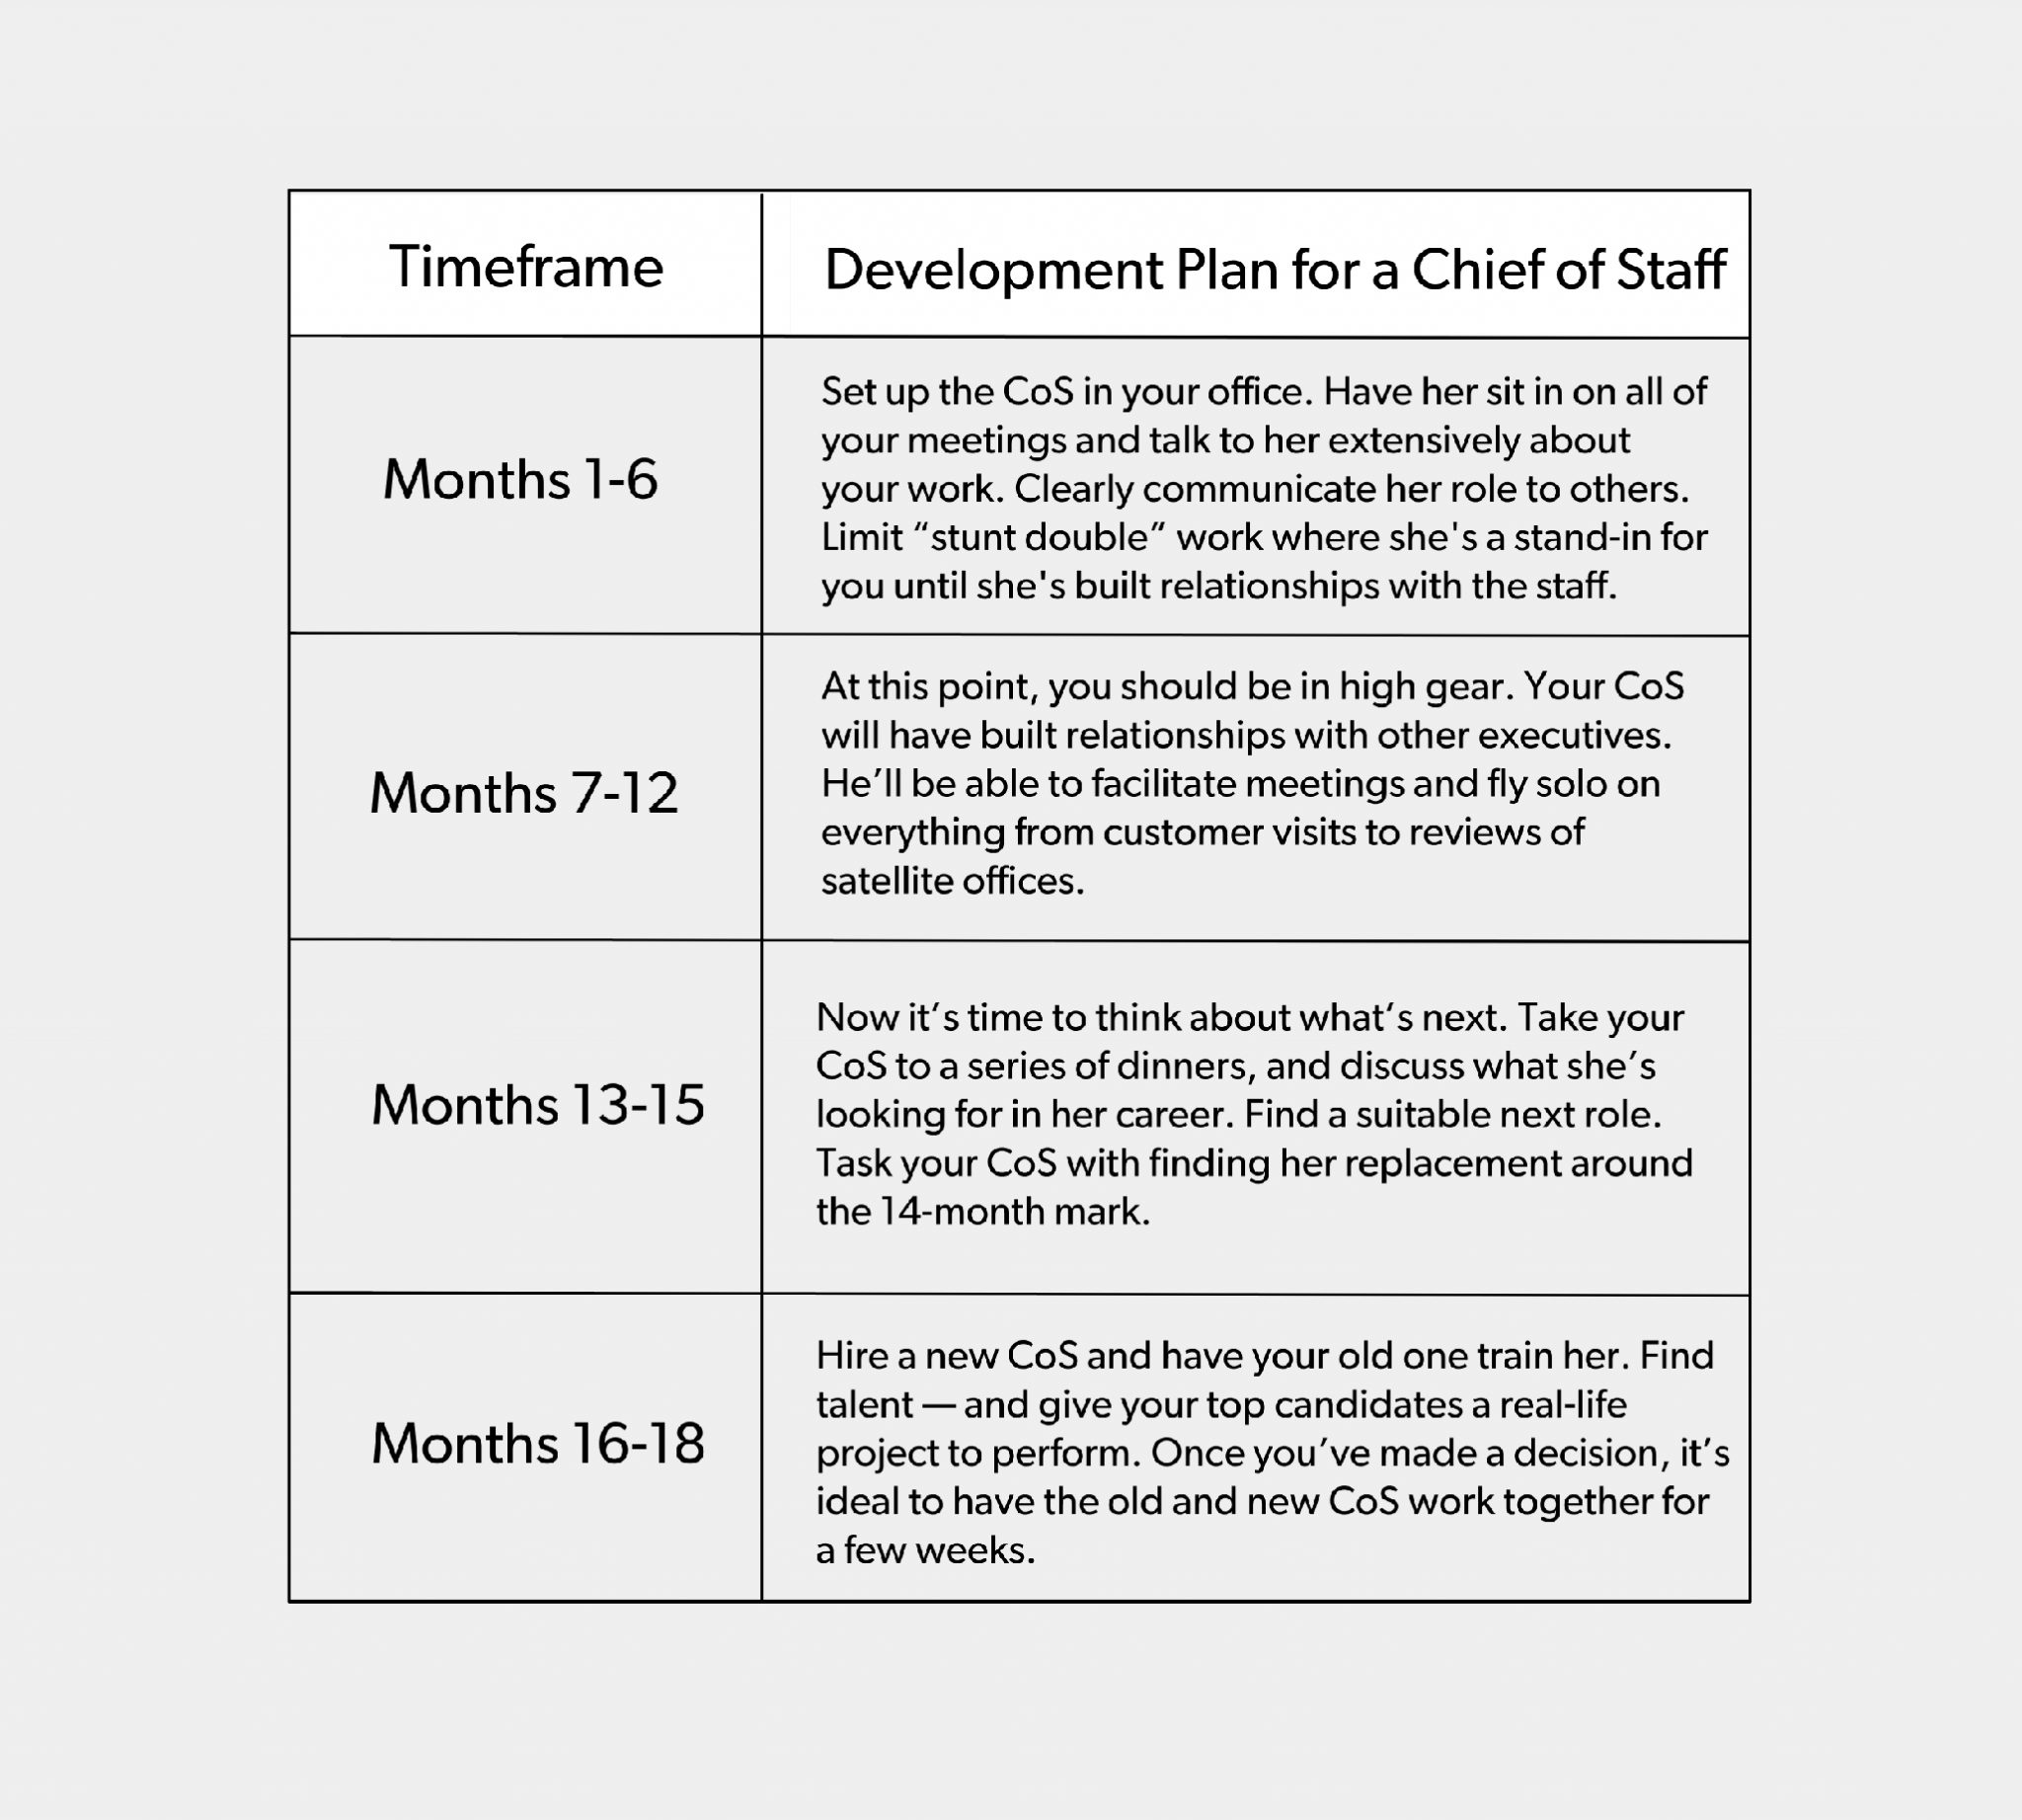 Timeframe
Development Plan for a Chief of Staff
Months 1-6
Set up the CoS in your office. Have her sit in on all of
your meetings and talk to her extensively about
your work. Clearly communicate her role to others.
Limit “stunt double” work where she's a stand-in for
you until she's built relationships with the staff.
Months 7-12
At this point, you should be in high gear. Your CoS
will have built relationships with other executives.
He’ll be able to facilitate meetings and fly solo on
everything from customer visits to reviews of
satellite offices.
Months 13-15
Now it’s time to think about what’s next. Take your
CoS to a series of dinners, and discuss what she’s
looking for in her career. Find a suitable next role.
Task your CoS with finding her replacement around
the 14-month mark.
Months 16-18
Hire a new CoS and have your old one train her. Find
talent — and give your top candidates a real-life
project to perform. Once you’ve made a decision, it’s
ideal to have the old and new CoS work together for
a few weeks.